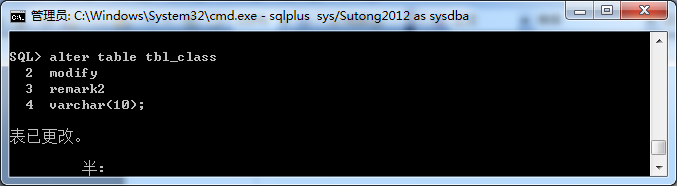 管理员: C:\Windows\System32\cmd.exe - sqlplus  sys/Sutong2012 as sysdba
SQL> alter table tbl_class
  2  modify
  3  remark2
  4  varchar(10);
表已更改。
半: